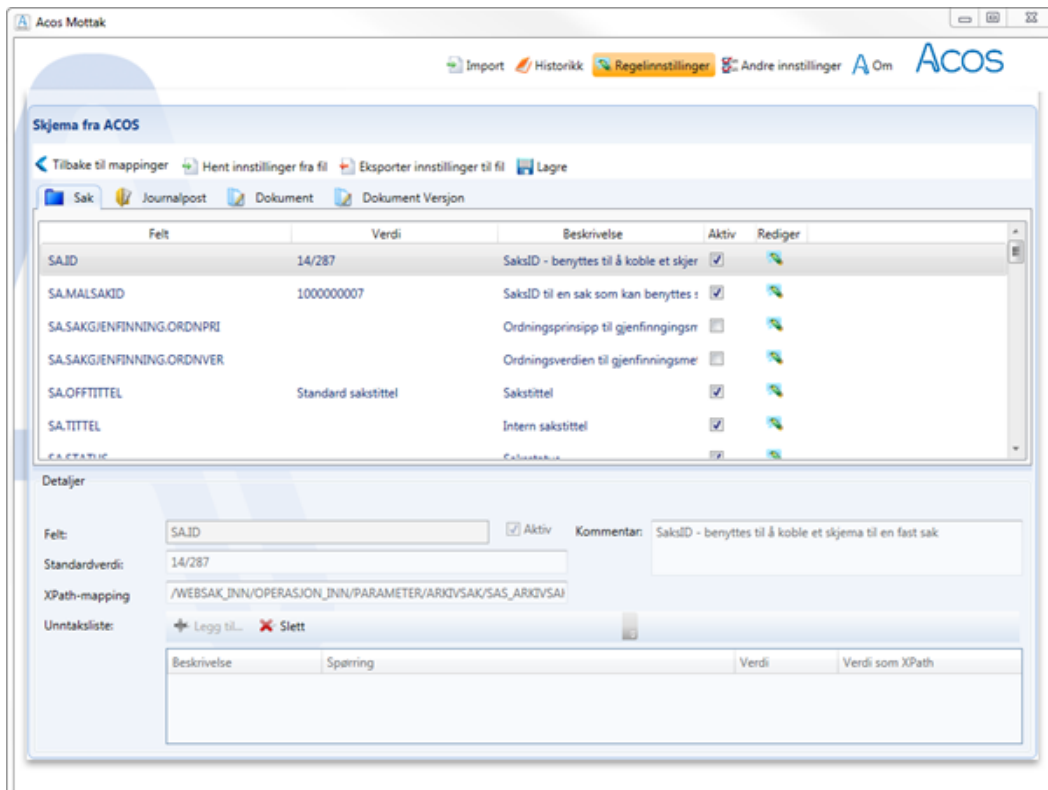 Acos Mottak
Import Historikk Regelinnstillinger Andre innstillinger Om ACOS
Skjema fra ACOS
Tilbake til mappinger Hent innstillinger fra fil Eksporter innstillinger til fil Lagre
Sak Journalpost Dokument Dokument Versjon
Felt Verdi Beskrivelse Aktiv Rediger
SA.ID 14/287 SaksID - benyttes til å koble et skjer
SA.MALSAKID 1000000007 SaksID til en sak som kan benyttes s
SA.SAKGJENFINNING.ORDNPRI Ordningsprinsipp til gjenfinngingsm
SA.SAKGJENFINNING.ORDNVER Ordningsverdien til gjenfinningsme
SA.OFFTITTEL Standard sakstittel Sakstittel
SA.TITTEL Intern sakstittel
SA.STATUS Saksstatus
Detaljer
Felt: SA.ID Aktiv Kommentar: SaksID - benyttes til å koble et skjema til en fast sak
Standardverdi: 14/287
XPath-mapping /WEBSAK_INN/OPERASJON_INN/PARAMETER/ARKIVSAK/SAS_ARKIVSAK
Unntaksliste: Legg til... Slett
Beskrivelse Spørring Verdi Verdi som XPath